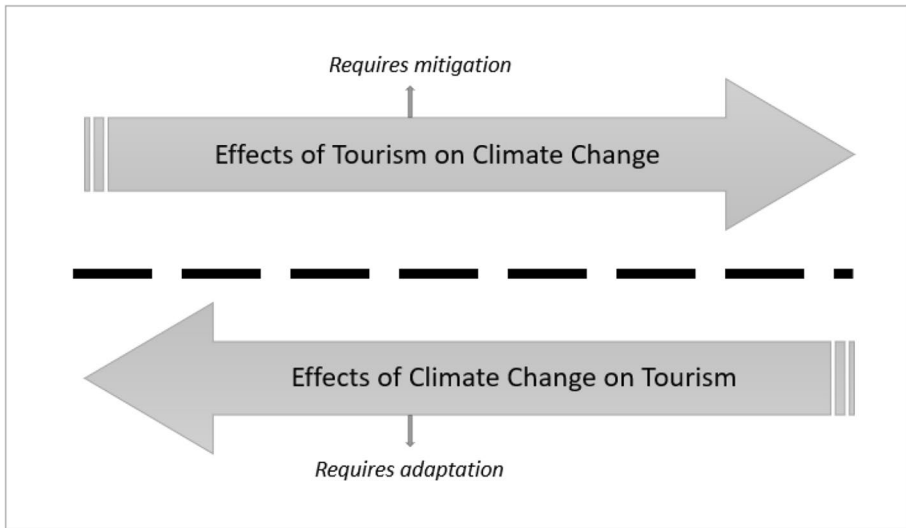 Requires mitigation
Effects of Tourism on Climate Change
Effects of Climate Change on Tourism
Requires adaptation